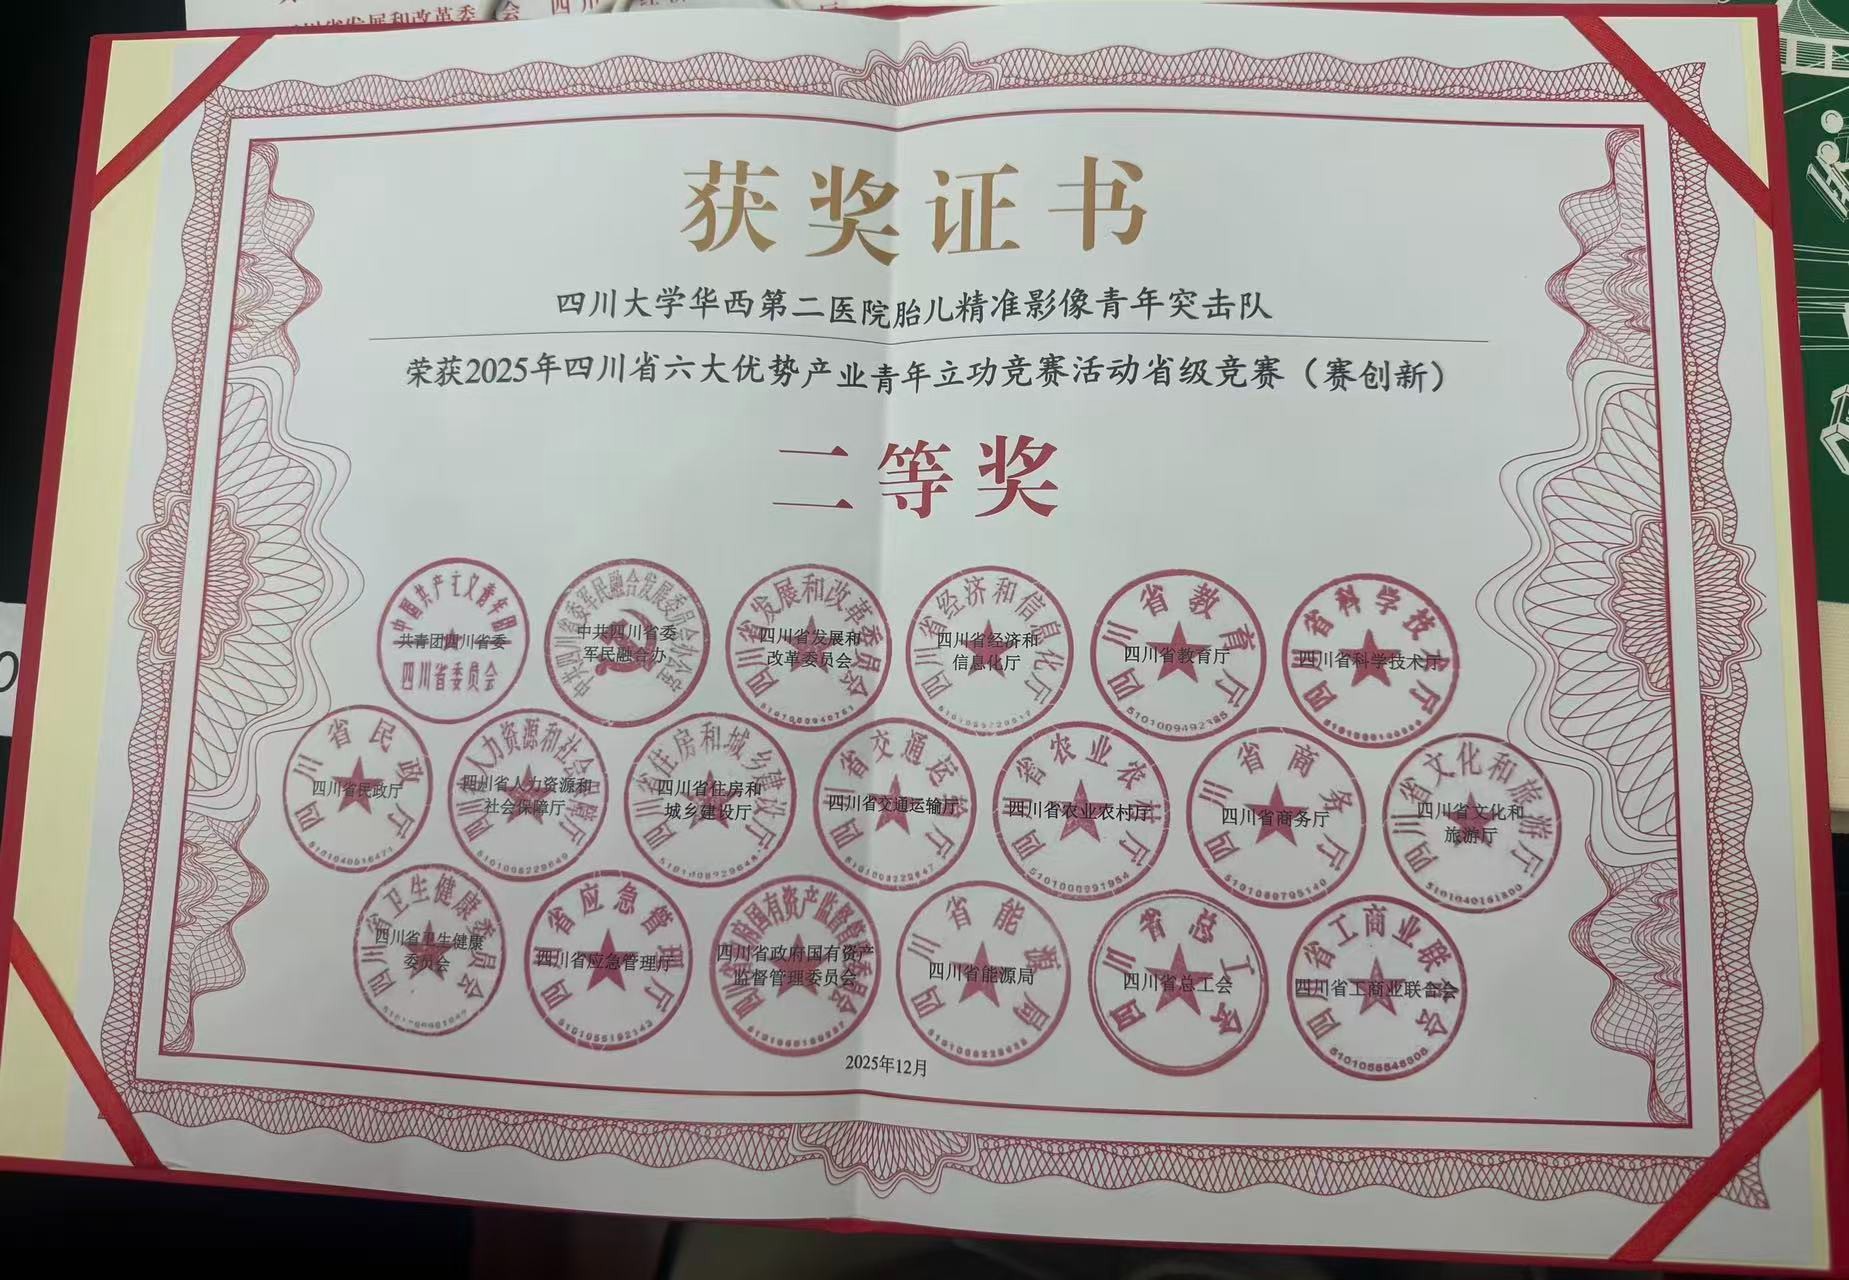 获奖证书
四川大学华西第二医院胎儿精准影像青年突击队
荣获2025年四川省六大优势产业青年立功竞赛活动省级竞赛（赛创新）
二等奖
共青团四川省委
中共四川省委
军民融合办
四川省发展和
改革委员会
四川省经济和
信息化厅
四川省教育厅
四川省科学技术厅
四川省民政厅
四川省人力资源和
社会保障厅
四川省住房和
城乡建设厅
四川省交通运输厅
四川省农业农村厅
四川省商务厅
四川省文化和
旅游厅
四川省卫生健康
委员会
四川省应急管理厅
四川省政府国有资产
监督管理委员会
四川省能源局
四川省总工会
四川省工商业联合会
2025年12月